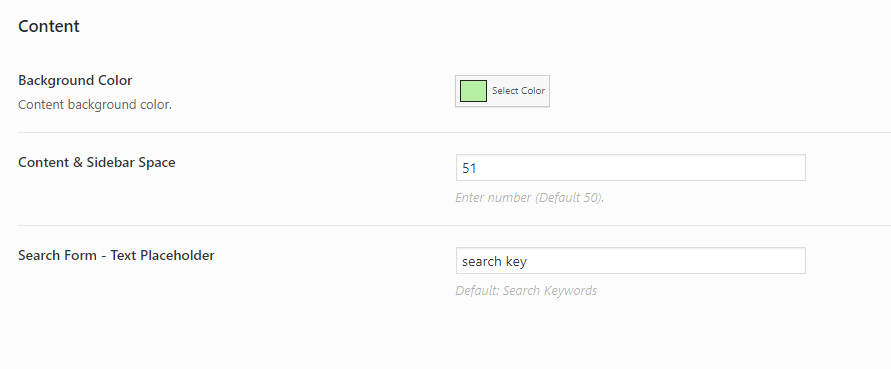 Content
Background Color
Content background color.
Select Color
Content & Sidebar Space
51
Enter number (Default 50).
Search Form - Text Placeholder
search key
Default: Search Keywords